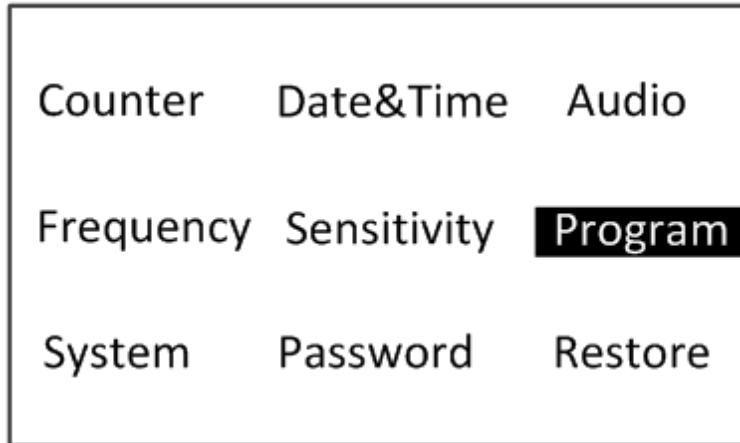 Counter Date&Time Audio
Frequency Sensitivity Program
System Password Restore